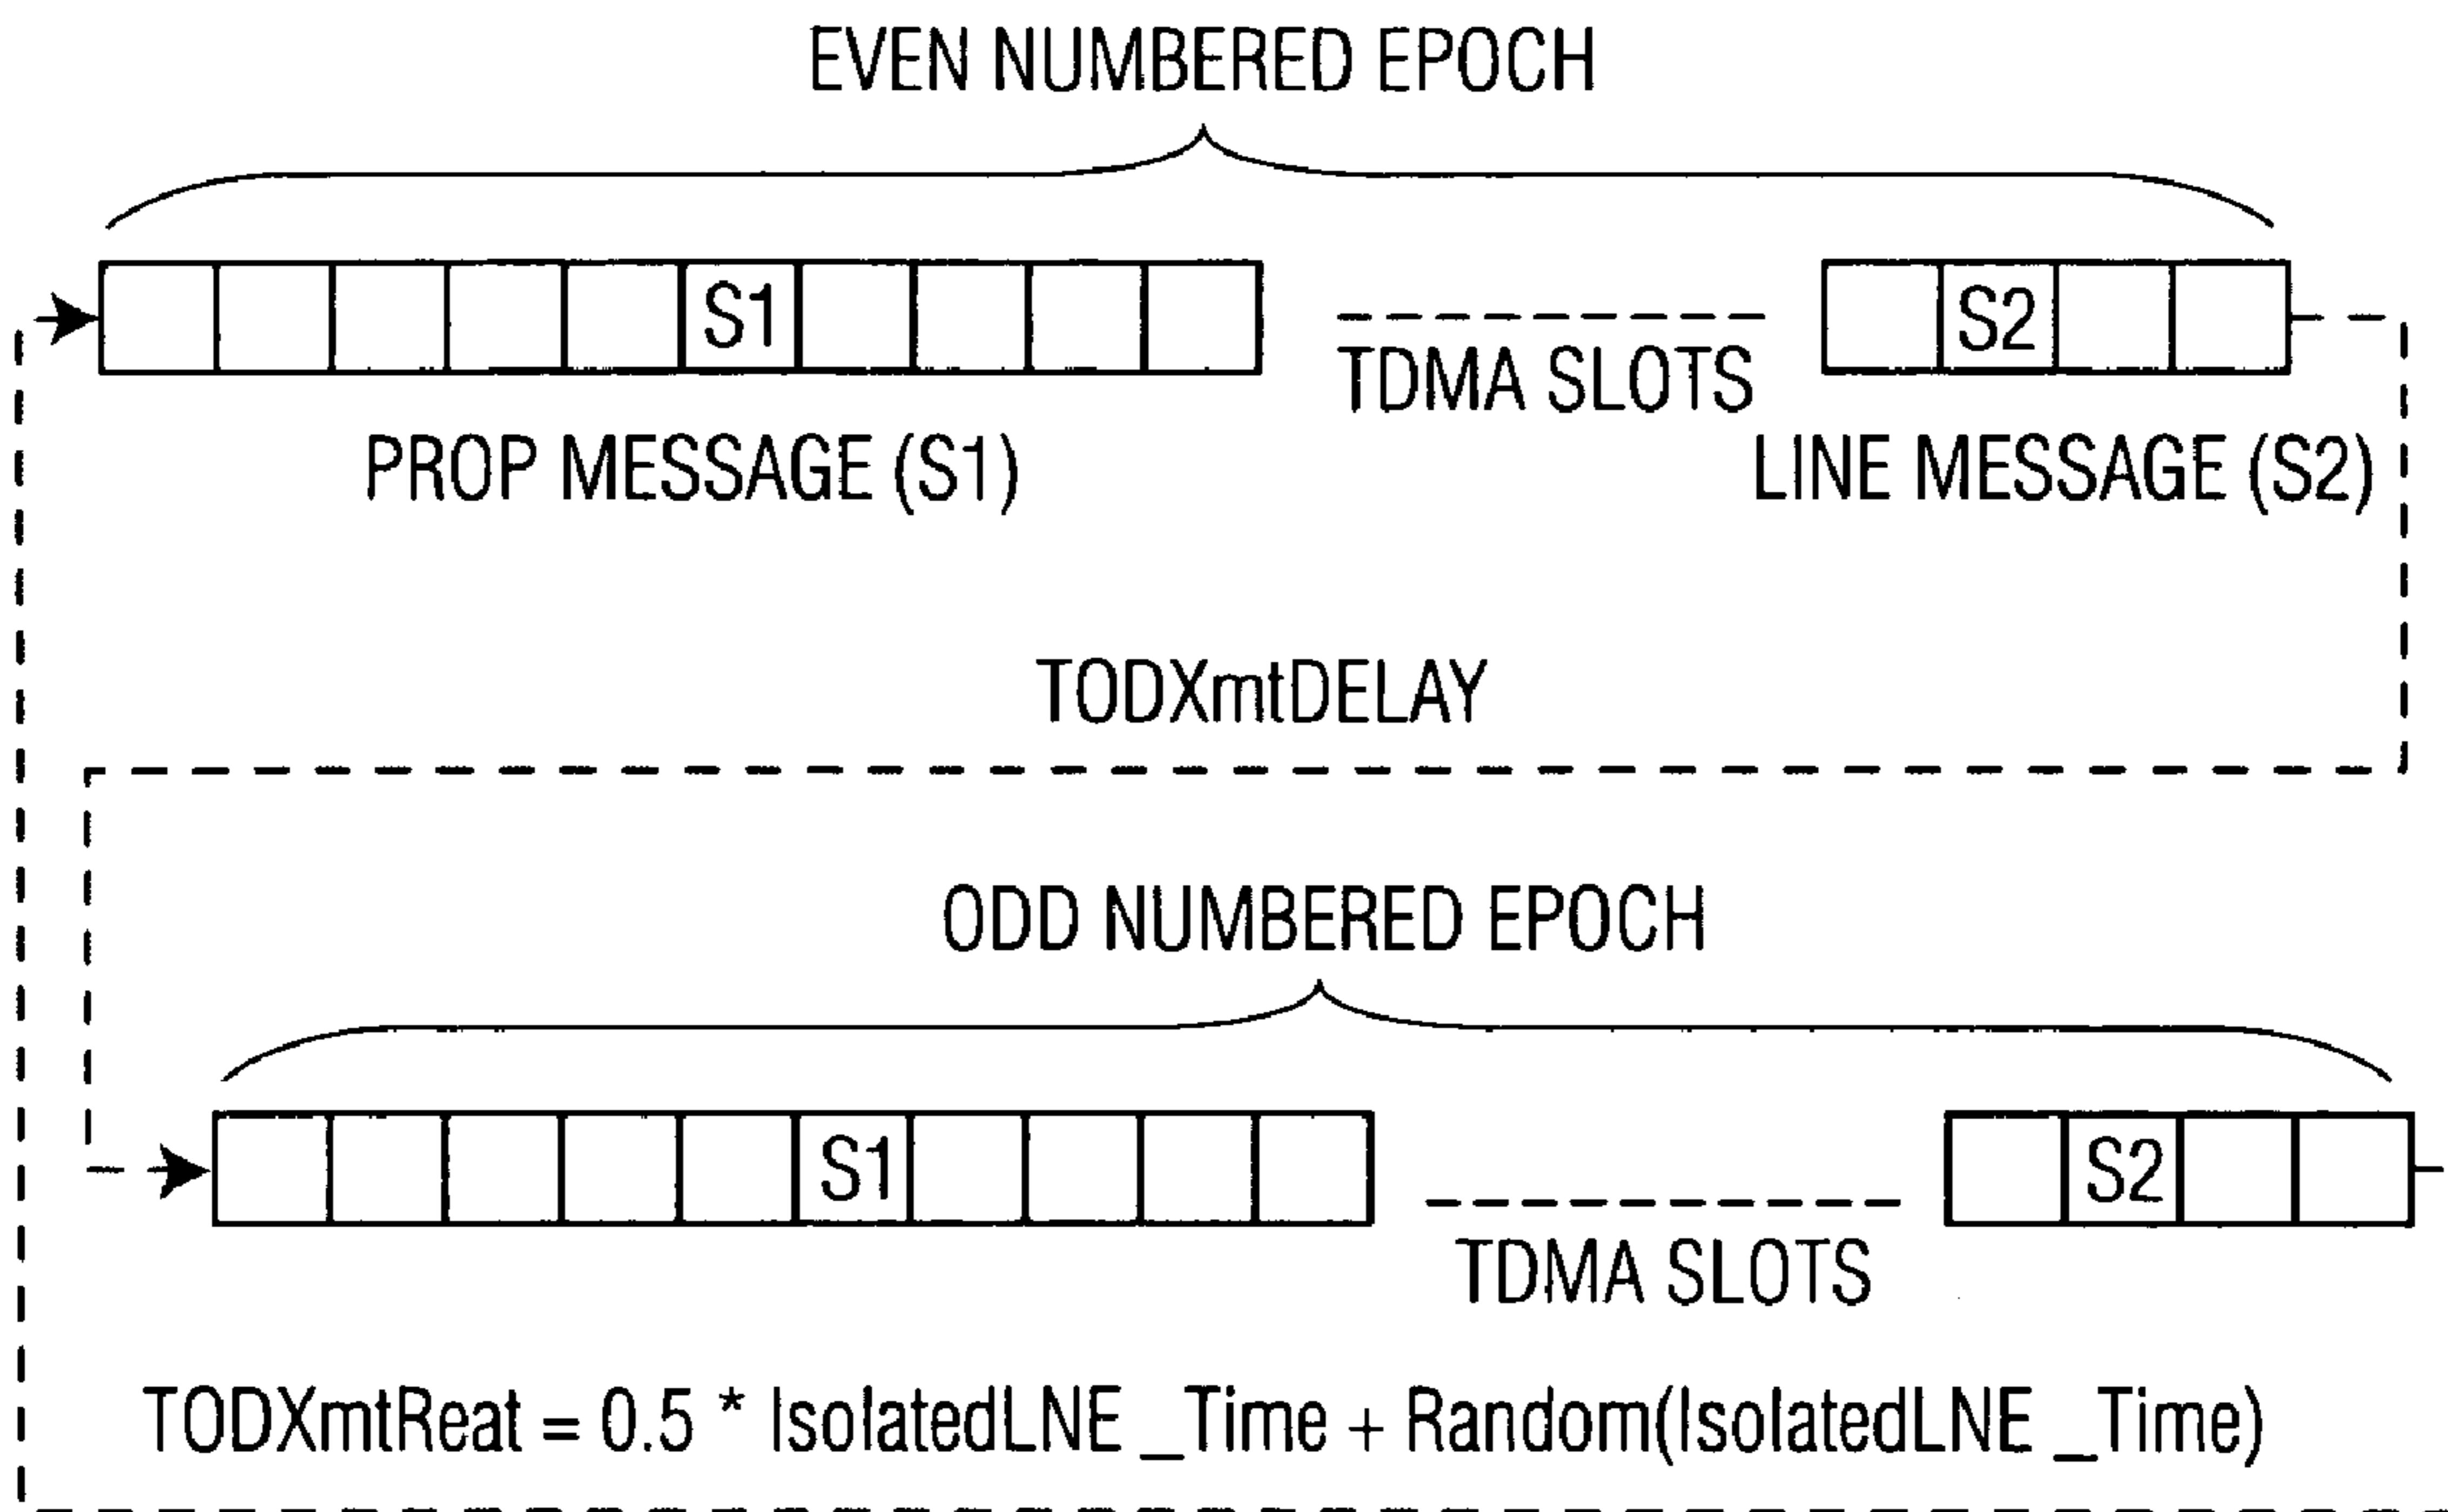 EVEN NUMBERED EPOCH
S1
S2
TDMA SLOTS
PROP MESSAGE (S1)
LINE MESSAGE (S2)
TODXmtDELAY
ODD NUMBERED EPOCH
S1
S2
TDMA SLOTS
TODXmtReat = 0.5 * IsolatedLNE _Time + Random(IsolatedLNE _Time)